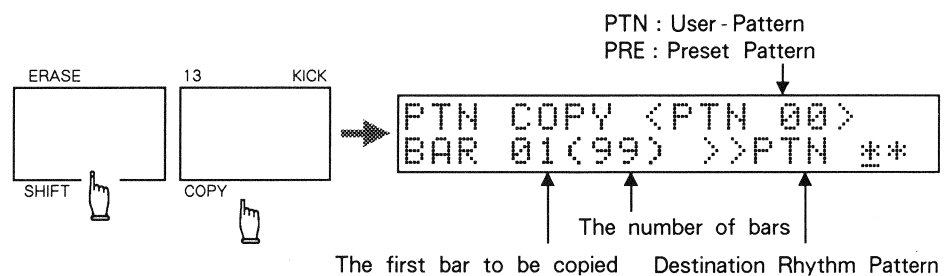 PTN : User - Pattern
PRE : Preset Pattern
ERASE
13 KICK
PTN COPY <PTN 00>
BAR 01(99) >>PTN **
SHIFT
COPY
The number of bars
The first bar to be copied
Destination Rhythm Pattern